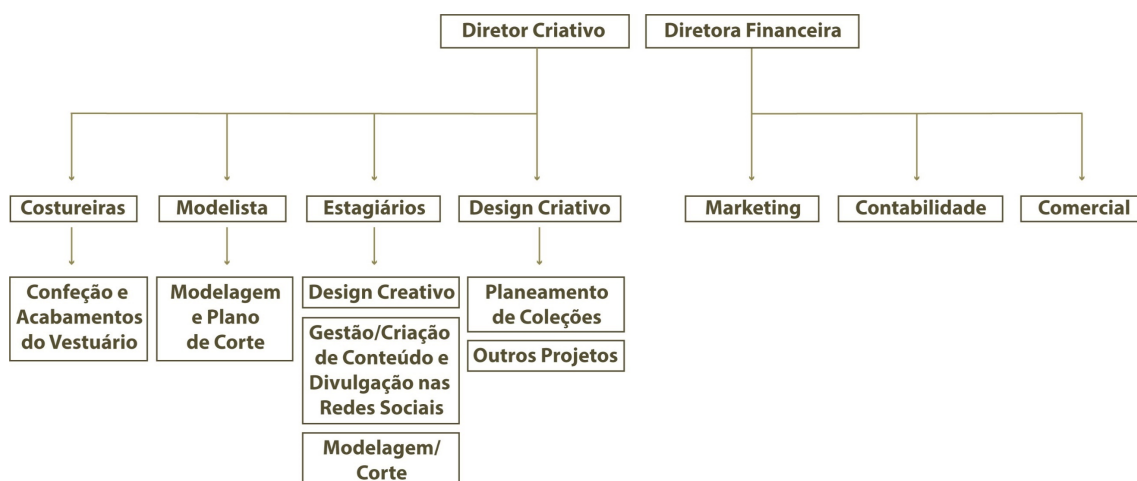 Diretor Criativo
Diretora Financeira
Costureiras
Modelista
Estagiários
Design Criativo
Marketing
Contabilidade
Comercial
Confeção e
Acabamentos
do Vestuário
Modelagem
e Plano
de Corte
Design Creativo
Gestão/Criação
de Conteúdo e
Divulgação nas
Redes Sociais
Modelagem/
Corte
Planeamento
de Coleções
Outros Projetos